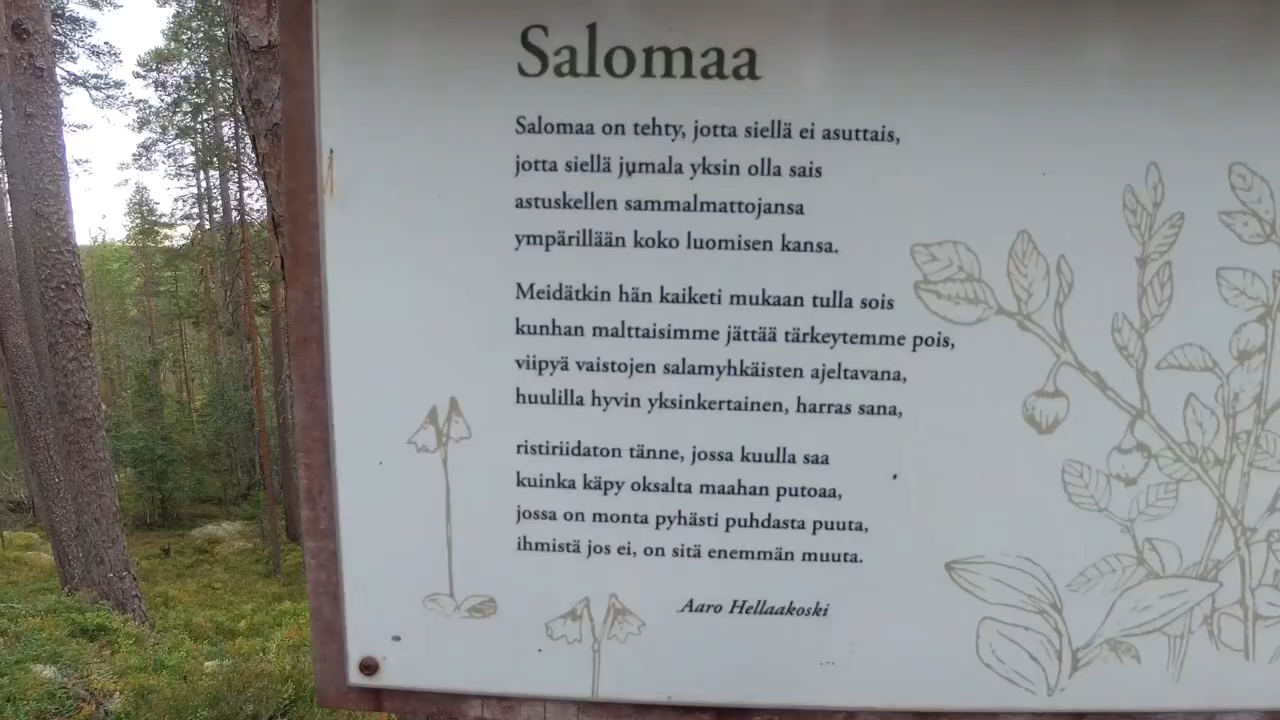 Salomaa
Salomaa on tehty, jotta siellä ei asuttais,
jotta siellä jumala yksin olla sais
astuskellen sammalmattojansa
ympärillään koko luomisen kansa.
Meidätkin hän kaiketi mukaan tulla sois
kunhan malttaisimme jättää tärkeytemme pois,
viipyä vaistojen salamyhkäisten ajeltavana,
huulilla hyvin yksinkertainen, harras sana,
ristiriidaton tänne, jossa kuulla saa
kuinka käpy oksalta maahan putoaa,
jossa on monta pyhästi puhdasta puuta,
ihmistä jos ei, on sitä enemmän muuta.
Aaro Hellaakoski